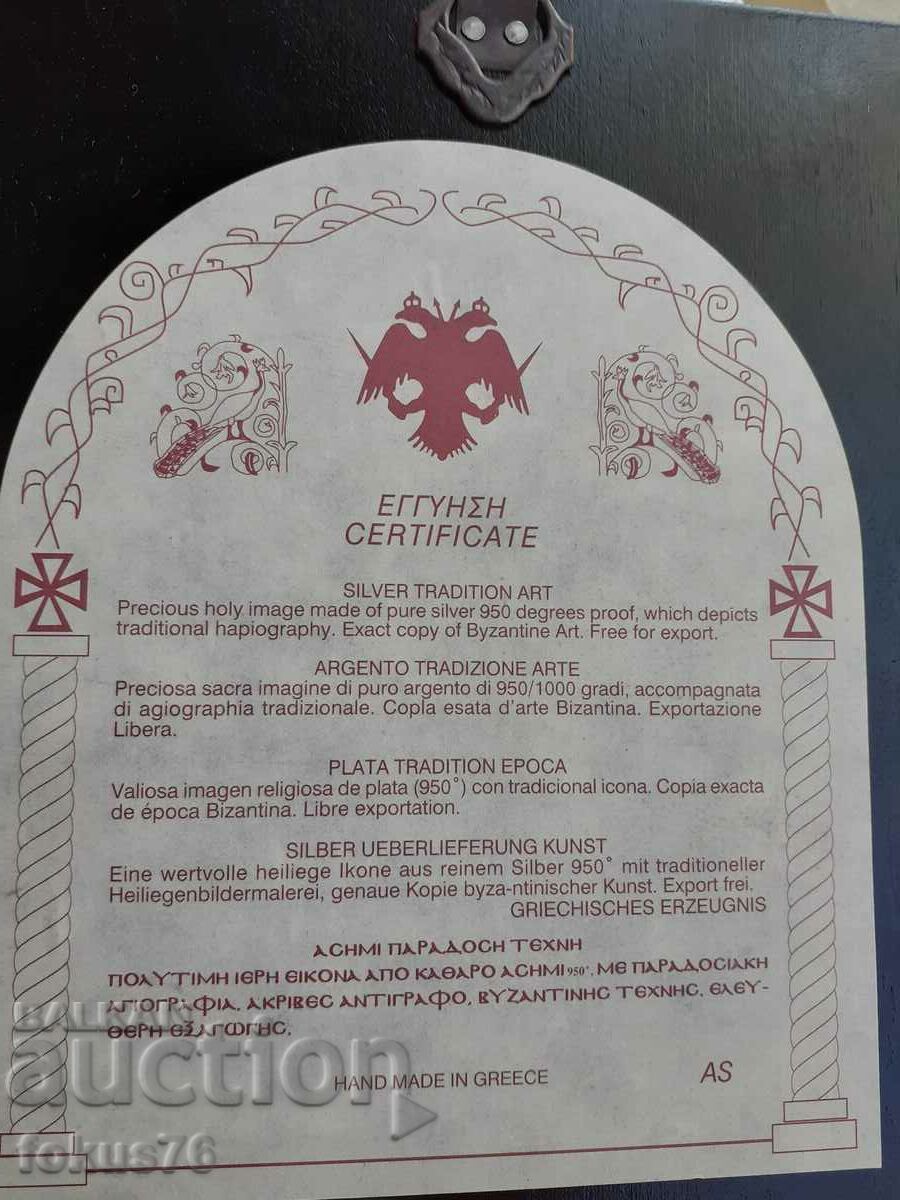 ΕΓΓΥΗΣΗ
CERTIFICATE
SILVER TRADITION ART
Precious holy image made of pure silver 950 degrees proof, which depicts
traditional hapiography. Exact copy of Byzantine Art. Free for export.
ARGENTO TRADIZIONE ARTE
Preciosa sacra imagine di puro argento di 950/1000 gradi, accompagnata
di agiographia tradizionale. Copla esata d'arte Bizantina. Exportazione
Libera.
PLATA TRADITION EPOCA
Valiosa imagen religiosa de plata (950°) con tradicional icona. Copia exacta
de época Bizantina. Libre exportation.
SILBER UEBERLIEFERUNG KUNST
Eine wertvolle heiliege Ikone aus reinem Silber 950° mit traditioneller
Heiliegenbildermalerei, genaue Kopie byza-ntinischer Kunst. Export frei.
GRIECHISCHES ERZEUGNIS
ΑΣΗΜΙ ΠΑΡΑΔΟΣΗ ΤΕΧΝΗ
ΠΟΛΥΤΙΜΗ ΙΕΡΗ ΕΙΚΟΝΑ ΑΠΟ ΚΑΘΑΡΟ ΑΣΗΜΙ 950°, ΜΕ ΠΑΡΑΔΟΣΙΑΚΗ
ΑΓΙΟΓΡΑΦΙΑ. ΑΚΡΙΒΕΣ ΑΝΤΙΓΡΑΦΟ, ΒΥΖΑΝΤΙΝΗΣ ΤΕΧΝΗΣ. ΕΛΕΥ-
ΘΕΡΗ ΕΞΑΓΩΓΗΣ.
HAND MADE IN GREECE AS
BALKAN
auction
fokus76